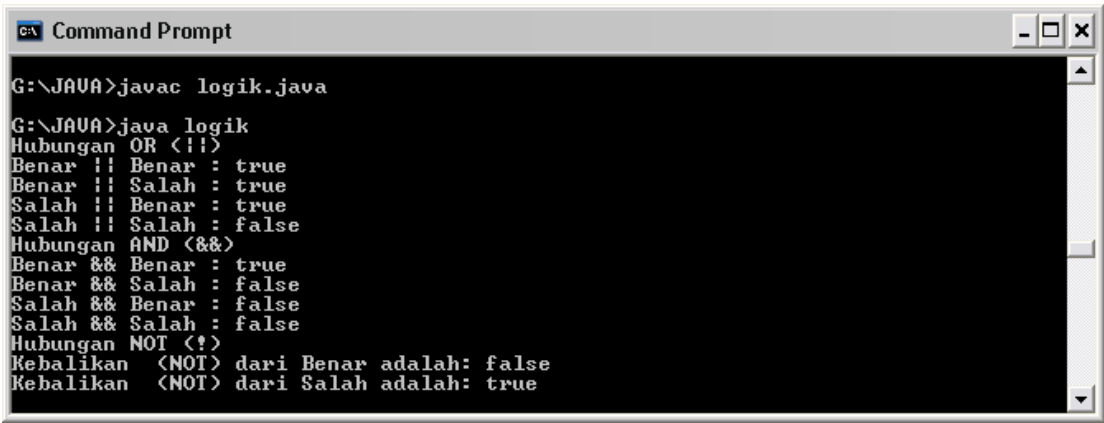 Command Prompt
G:\JAVA>javac logik.java
G:\JAVA>java logik
Hubungan OR (||)
Benar || Benar : true
Benar || Salah : true
Salah || Benar : true
Salah || Salah : false
Hubungan AND (&&)
Benar && Benar : true
Benar && Salah : false
Salah && Benar : false
Salah && Salah : false
Hubungan NOT (!)
Kebalikan  (NOT) dari Benar adalah: false
Kebalikan  (NOT) dari Salah adalah: true